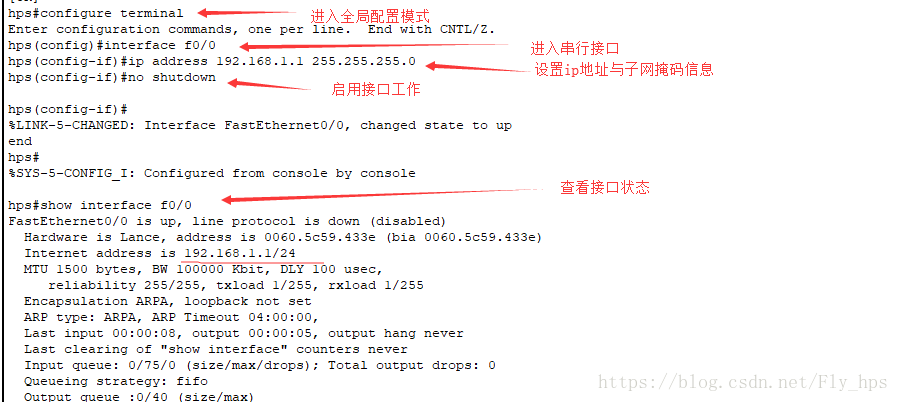 hps#configure terminal 进入全局配置模式
Enter configuration commands, one per line. End with CNTL/Z.
hps(config)#interface f0/0 进入串行接口
hps(config-if)#ip address 192.168.1.1 255.255.255.0 设置ip地址与子网掩码信息
hps(config-if)#no shutdown 启用接口工作
hps(config-if)#
%LINK-5-CHANGED: Interface FastEthernet0/0, changed state to up
end
hps#
%SYS-5-CONFIG_I: Configured from console by console
hps#show interface f0/0 查看接口状态
FastEthernet0/0 is up, line protocol is down (disabled)
Hardware is Lance, address is 0060.5c59.433e (bia 0060.5c59.433e)
Internet address is 192.168.1.1/24
MTU 1500 bytes, BW 100000 Kbit, DLY 100 usec,
reliability 255/255, txload 1/255, rxload 1/255
Encapsulation ARPA, loopback not set
ARP type: ARPA, ARP Timeout 04:00:00,
Last input 00:00:08, output 00:00:05, output hang never
Last clearing of "show interface" counters never
Input queue: 0/75/0 (size/max/drops); Total output drops: 0
Queueing strategy: fifo
Output queue :0/40 (size/max)
https://blog.csdn.net/Fly_hps